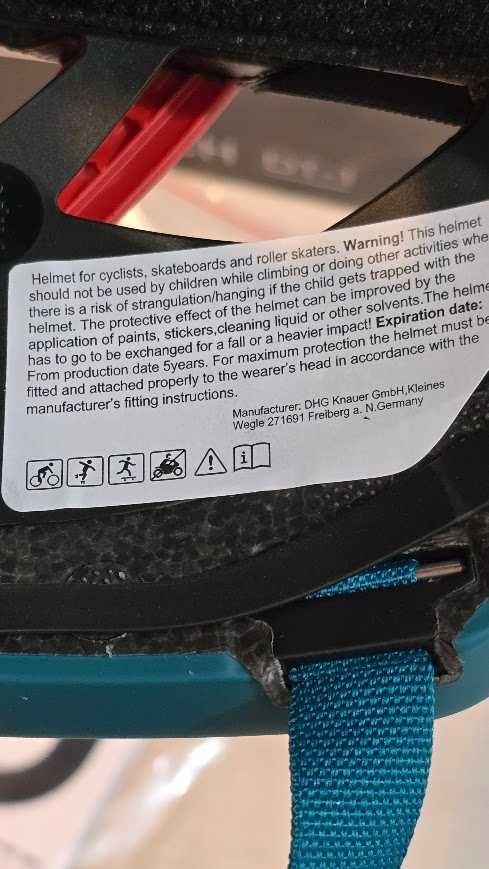 Helmet for cyclists, skateboards and roller skaters. Warning! This helmet
should not be used by children while climbing or doing other activities whe
there is a risk of strangulation/hanging if the child gets trapped with the
helmet. The protective effect of the helmet can be improved by the
application of paints, stickers,cleaning liquid or other solvents.The helme
has to go to be exchanged for a fall or a heavier impact! Expiration date:
From production date 5years. For maximum protection the helmet must be
fitted and attached properly to the wearer's head in accordance with the
manufacturer's fitting instructions.
Manufacturer: DHG Knauer GmbH,Kleines
Wegle 271691 Freiberg a. N.Germany
i